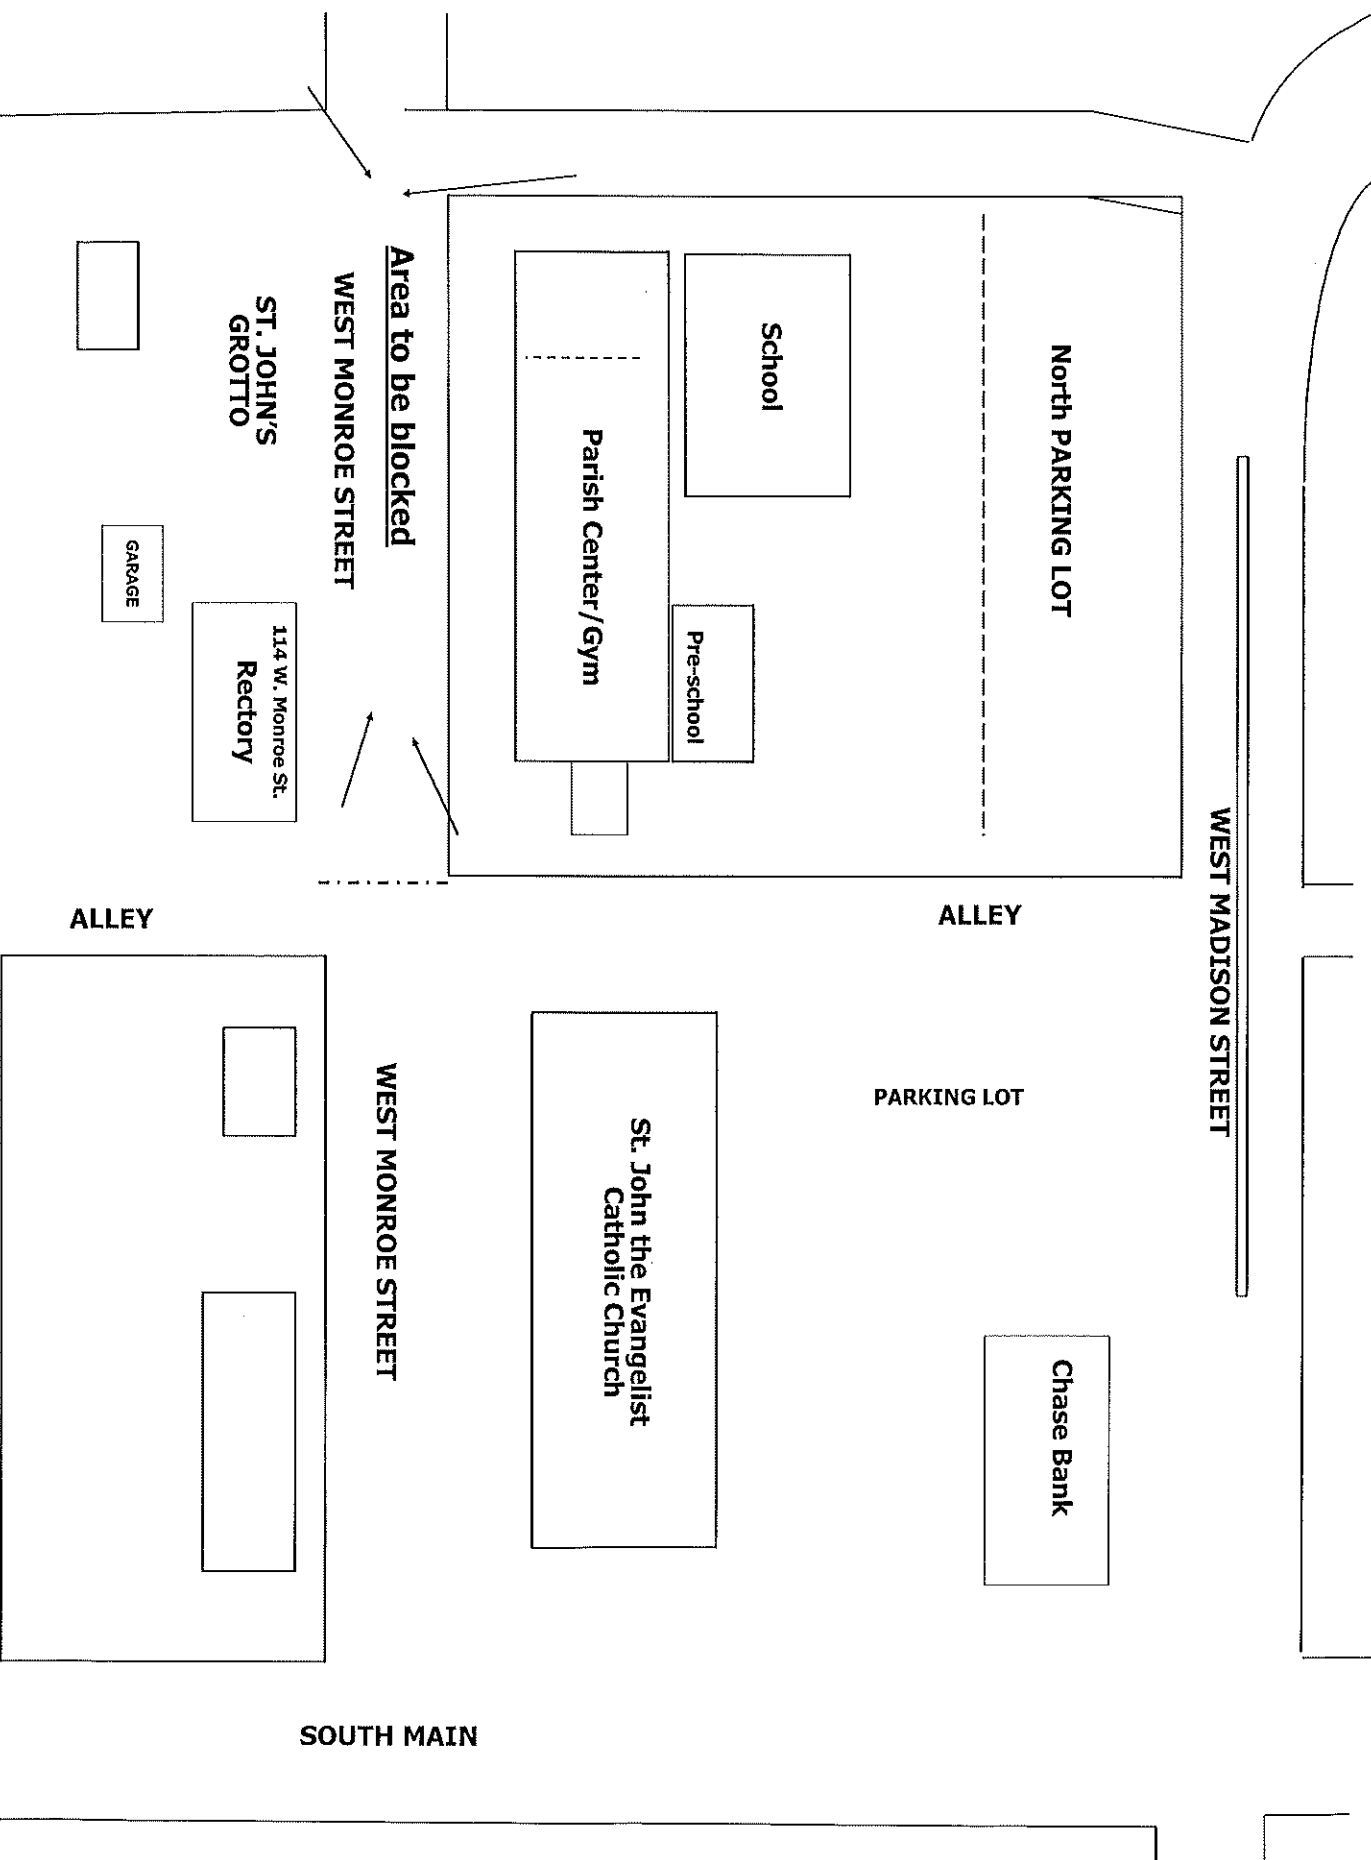 WEST MADISON STREET
North PARKING LOT
School
Pre-school
Parish Center/Gym
Area to be blocked
WEST MONROE STREET
ST. JOHN'S
GROTTO
114 W. Monroe St.
Rectory
GARAGE
ALLEY
ALLEY
PARKING LOT
Chase Bank
St. John the Evangelist
Catholic Church
WEST MONROE STREET
SOUTH MAIN